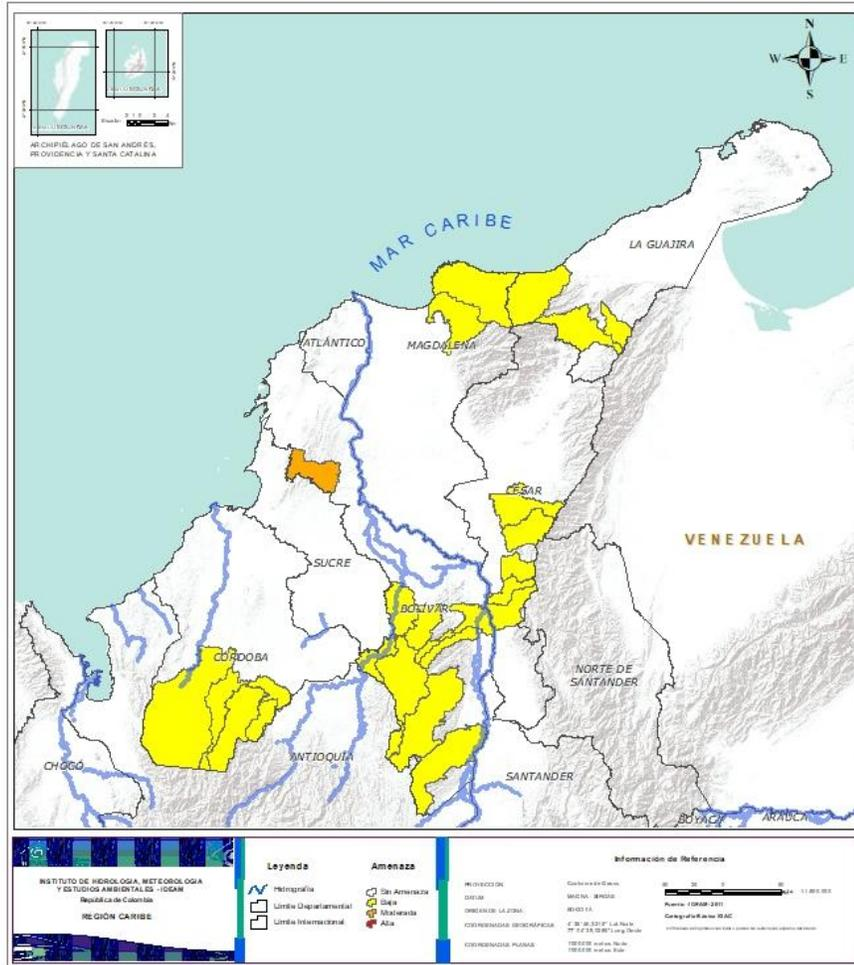 ARCHIPIÉLAGO DE SAN ANDRÉS,
PROVIDENCIA Y SANTA CATALINA
N
W E
S
MAR CARIBE
LA GUAJIRA
ATLÁNTICO
MAGDALENA
CESAR
VENEZUELA
SUCRE
BOLÍVAR
CÓRDOBA
NORTE DE
SANTANDER
ANTIOQUIA
CHOCÓ
SANTANDER
BOYACÁ
ARAUCA
INSTITUTO DE HIDROLOGIA, METEOROLOGIA
Y ESTUDIOS AMBIENTALES - IDEAM
República de Colombia
REGIÓN CARIBE
Leyenda
Hidrografía
Límite Departamental
Límite Internacional
Amenaza
Sin Amenaza
Baja
Moderada
Alta
Información de Referencia
PROYECCIÓN
DATUM
ORIGEN DE LA ZONA
BOGOTÁ
COORDENADAS GEOGRÁFICAS
COORDENADAS PLANAS